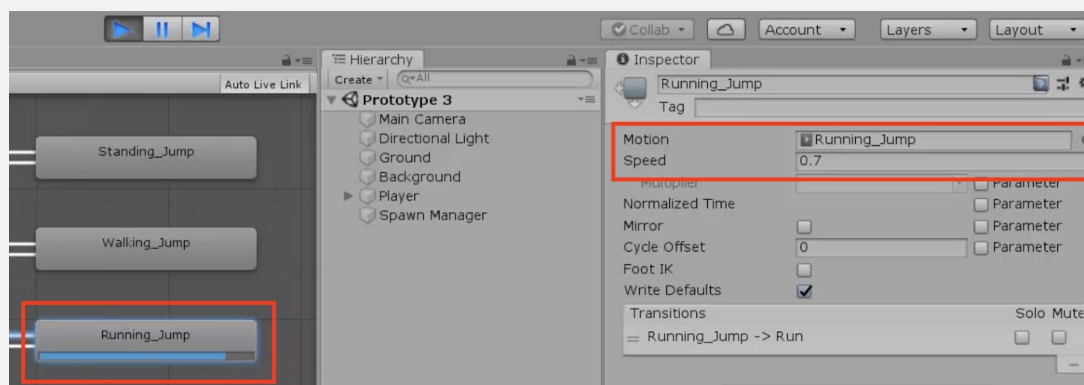 Collab Account Layers Layout
Auto Live Link
Standing_Jump
Walking_Jump
Running_Jump
Hierarchy
Create All
Prototype 3
Main Camera
Directional Light
Ground
Background
Player
Spawn Manager
Inspector
Running_Jump
Tag
Motion Running_Jump
Speed 0.7
Multiplier Parameter
Normalized Time Parameter
Mirror Parameter
Cycle Offset 0 Parameter
Foot IK
Write Defaults
Transitions Solo Mute
Running_Jump -> Run